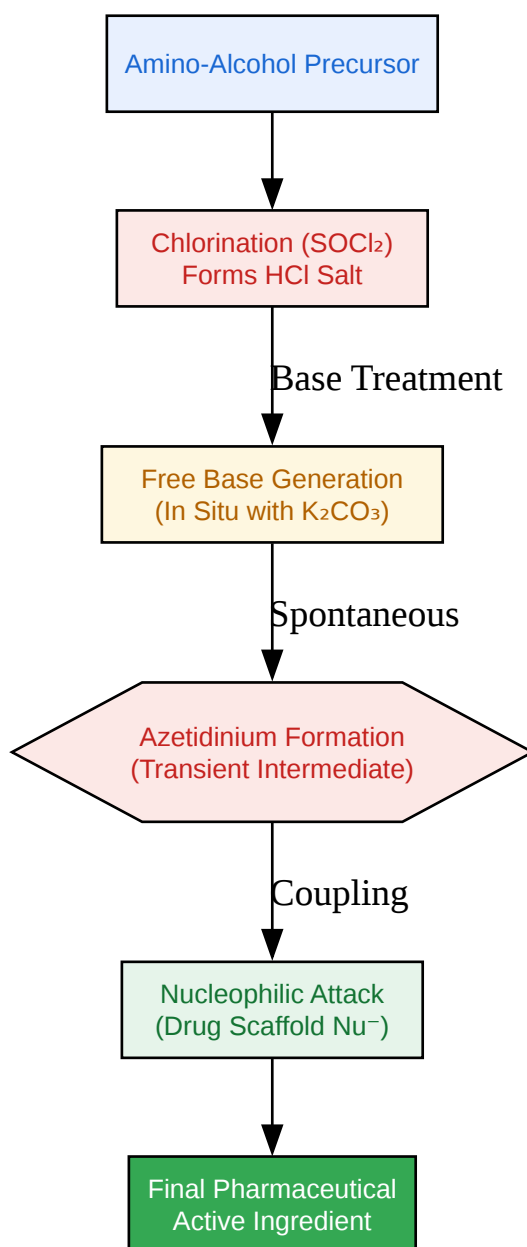 Amino-Alcohol Precursor
Chlorination (SOCl₂)
Forms HCl Salt
Base Treatment
Free Base Generation
(In Situ with K₂CO₃)
Spontaneous
Azetidinium Formation
(Transient Intermediate)
Coupling
Nucleophilic Attack
(Drug Scaffold Nu⁻)
Final Pharmaceutical
Active Ingredient